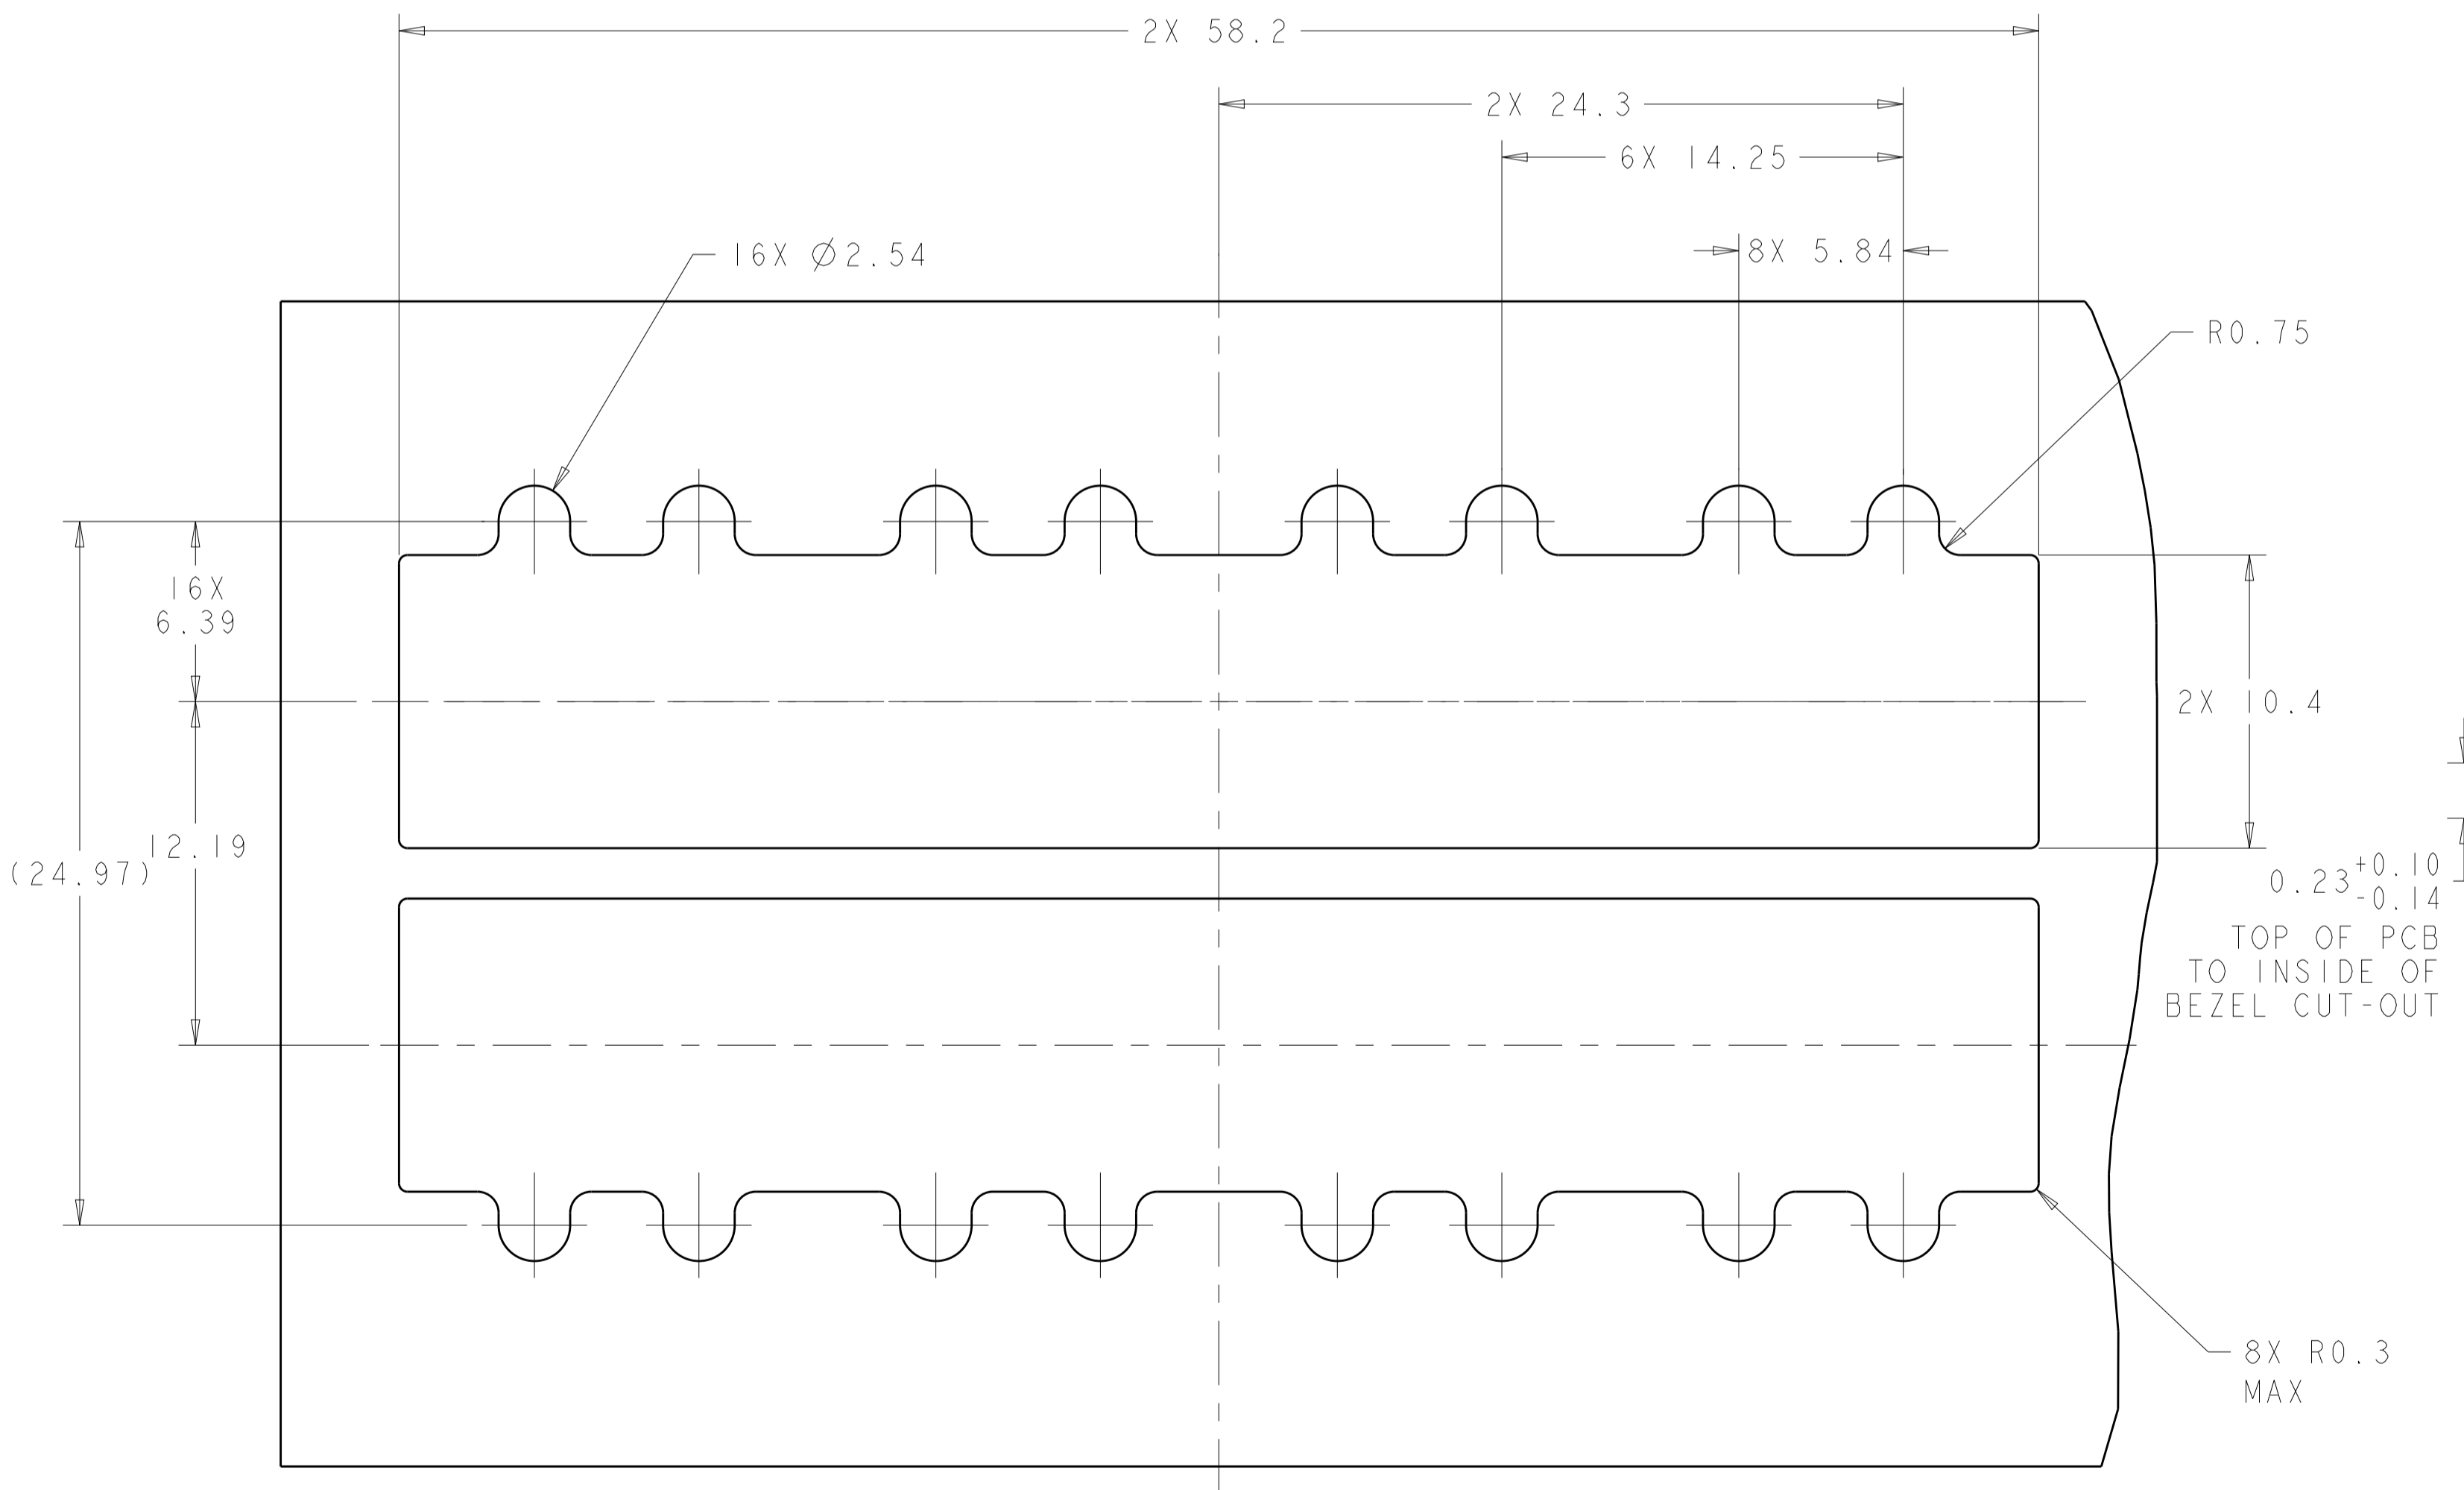 2X 58.2
2X 24.3
6X 14.25
8X 5.84
16X Ø2.54
R0.75
16X
6.39
2X 10.4
12.19
(24.97)
0.23 +0.10
-0.14
TOP OF PCB
TO INSIDE OF
BEZEL CUT-OUT
8X R0.3
MAX